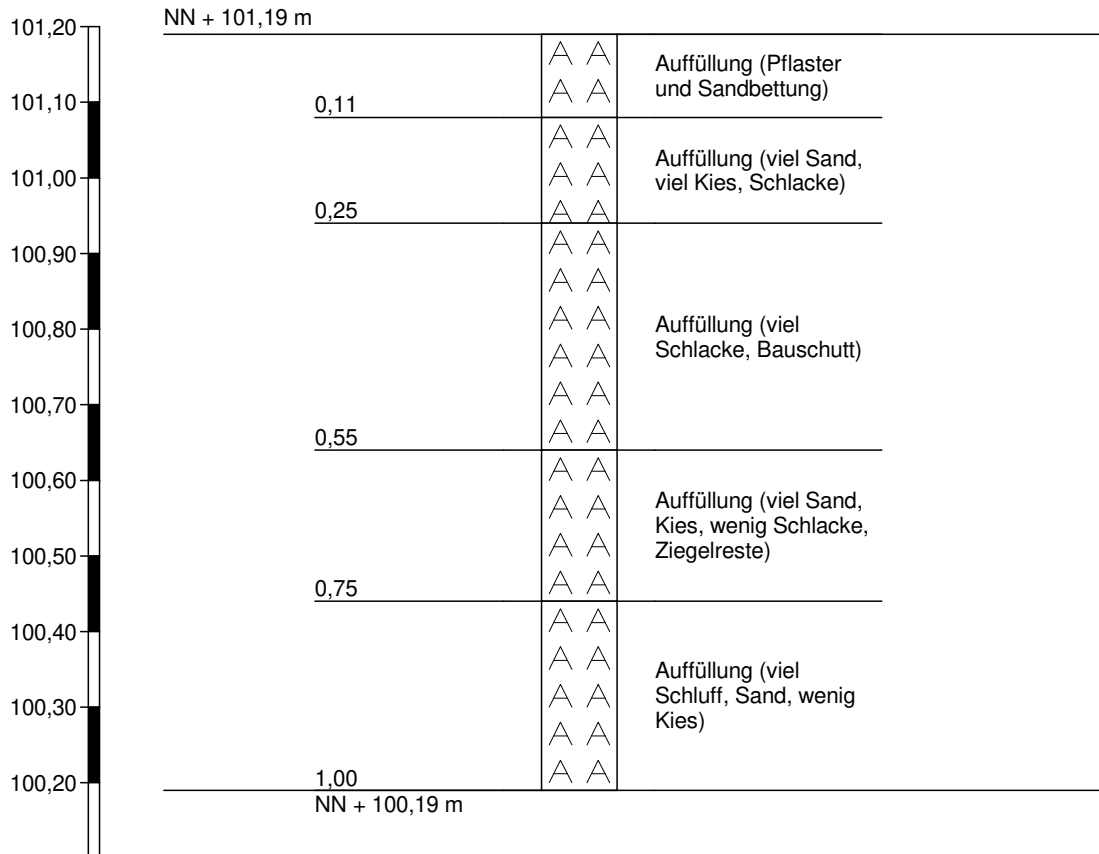 NN + 101,19 m
101,20
101,10
101,00
100,90
100,80
100,70
100,60
100,50
100,40
100,30
100,20
A A
A A
Auffüllung (Pflaster
und Sandbettung)
0,11
A A
A A
A A
Auffüllung (viel Sand,
viel Kies, Schlacke)
0,25
A A
A A
A A
A A
A A
A A
Auffüllung (viel
Schlacke, Bauschutt)
0,55
A A
A A
A A
A A
Auffüllung (viel Sand,
Kies, wenig Schlacke,
Ziegelreste)
0,75
A A
A A
A A
A A
A A
Auffüllung (viel
Schluff, Sand, wenig
Kies)
1,00
NN + 100,19 m